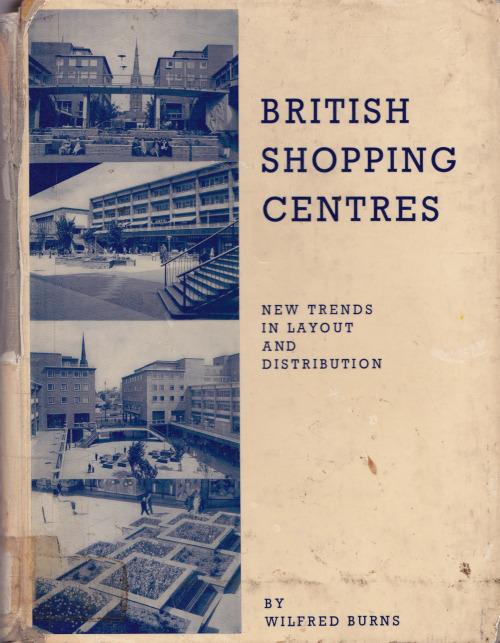 BRITISH
SHOPPING
CENTRES
NEW TRENDS
IN LAYOUT
AND
DISTRIBUTION
BY
WILFRED BURNS